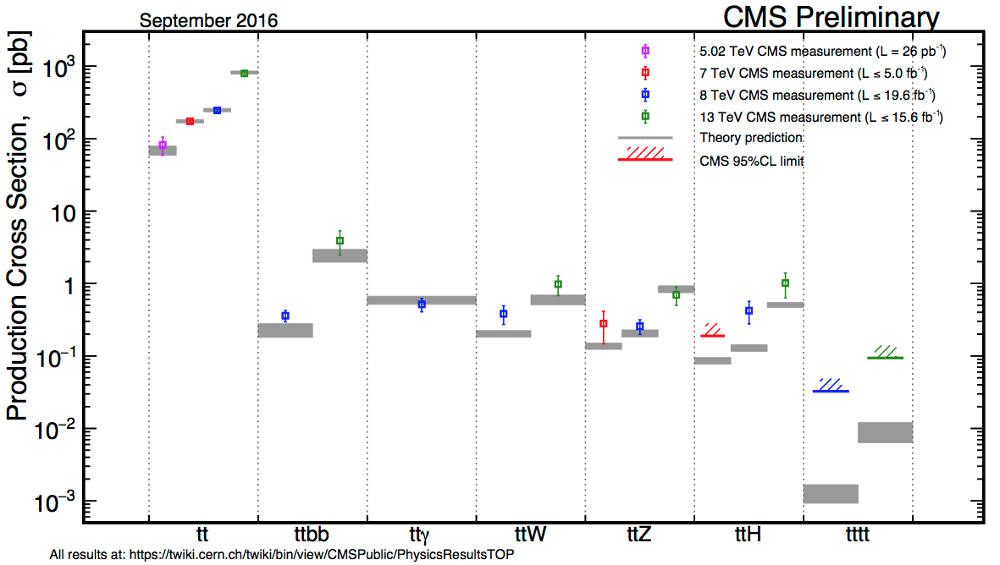 September 2016
CMS Preliminary
Production Cross Section, σ [pb]
10³
10²
10
1
10⁻¹
10⁻²
10⁻³
5.02 TeV CMS measurement (L = 26 pb⁻¹)
7 TeV CMS measurement (L ≤ 5.0 fb⁻¹)
8 TeV CMS measurement (L ≤ 19.6 fb⁻¹)
13 TeV CMS measurement (L ≤ 15.6 fb⁻¹)
Theory prediction
CMS 95%CL limit
tt ttbb ttγ ttW ttZ ttH tttt
All results at: https://twiki.cern.ch/twiki/bin/view/CMSPublic/PhysicsResultsTOP